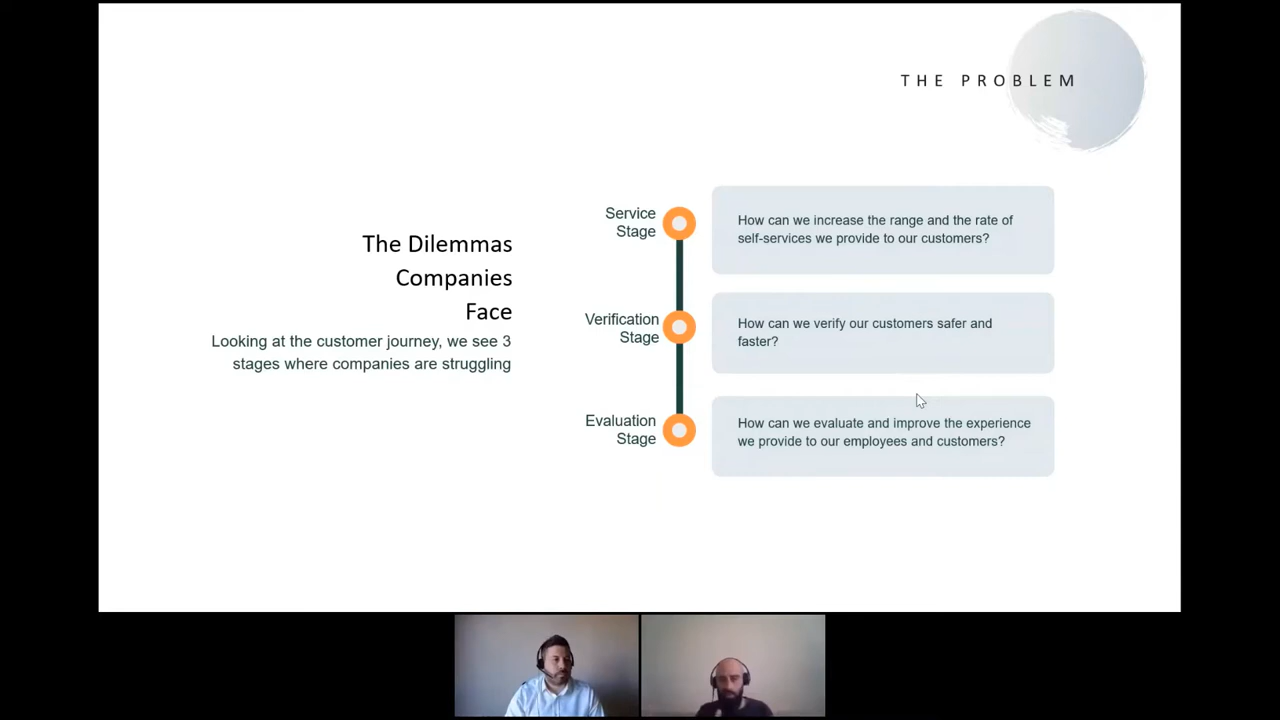 THE PROBLEM
The Dilemmas
Companies
Face
Looking at the customer journey, we see 3
stages where companies are struggling
Service
Stage
How can we increase the range and the rate of
self-services we provide to our customers?
Verification
Stage
How can we verify our customers safer and
faster?
Evaluation
Stage
How can we evaluate and improve the experience
we provide to our employees and customers?